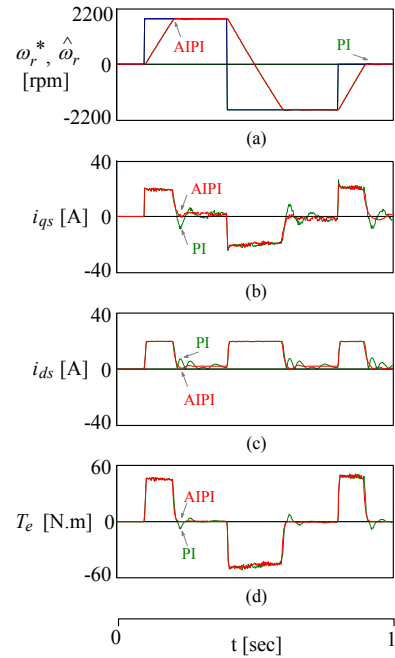 2200
ω_r^*, ω̂_r
[rpm]
0
-2200
AIPI
PI
(a)
40
i_qs [A]
0
-40
AIPI
PI
(b)
40
i_ds [A]
0
-40
PI
AIPI
(c)
60
T_e [N.m]
0
-60
AIPI
PI
(d)
0
t [sec]
1